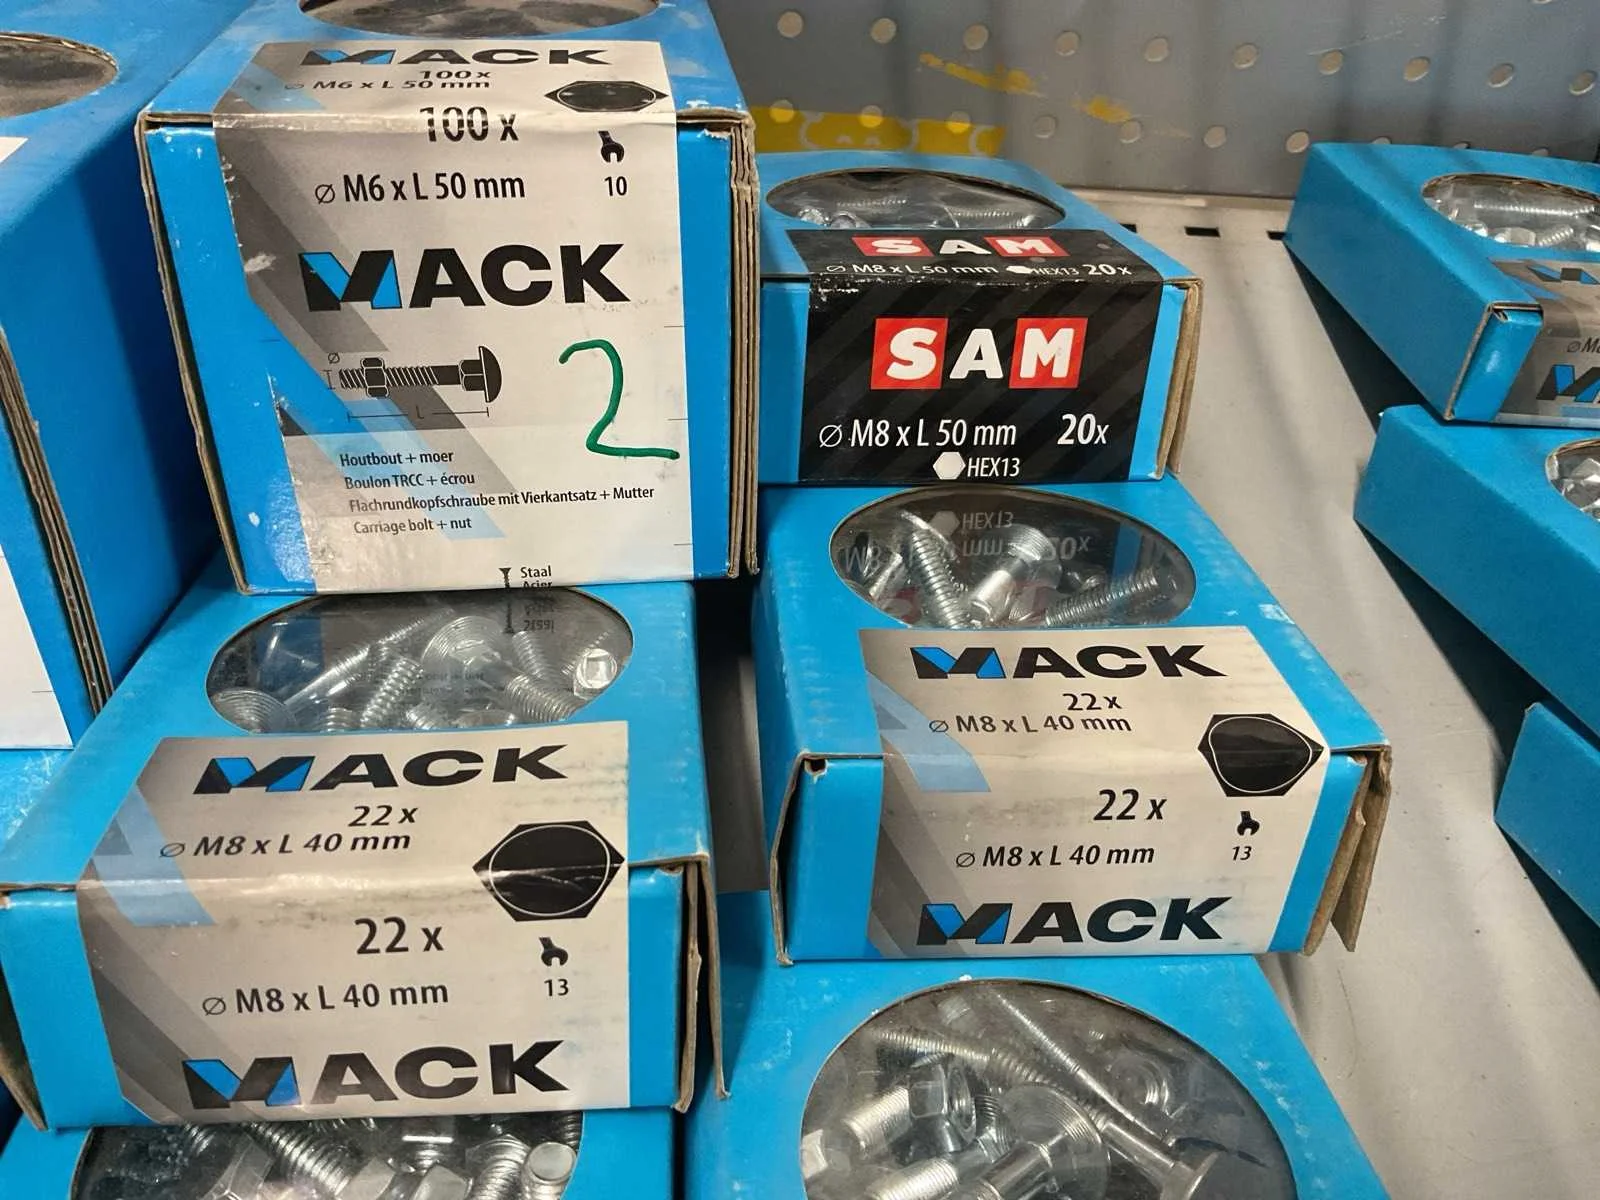 MACK
100x
⌀ M6 x L 50 mm
100 x
⌀ M6 x L 50 mm
10
MACK
2
⌀
L
Houtbout + moer
Boulon TRCC + écrou
Flachrundkopfschraube mit Vierkantsatz + Mutter
Carriage bolt + nut
Staal
Acier
SAM
⌀ M8 x L 50 mm HEX13 20x
SAM
⌀ M8 x L 50 mm 20x
HEX13
MACK
22 x
⌀ M8 x L 40 mm
22 x
⌀ M8 x L 40 mm
13
MACK
MACK
22x
⌀ M8 x L 40 mm
22 x
⌀ M8 x L 40 mm
13
MACK